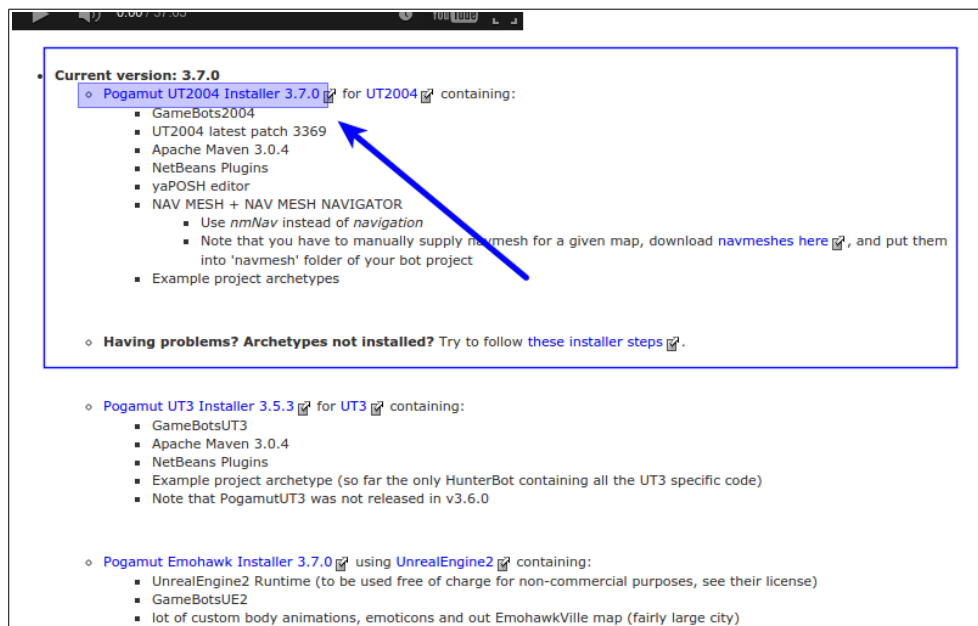 0:00 / 37:05 YouTube
Current version: 3.7.0
Pogamut UT2004 Installer 3.7.0 for UT2004 containing:
GameBots2004
UT2004 latest patch 3369
Apache Maven 3.0.4
NetBeans Plugins
yaPOSH editor
NAV MESH + NAV MESH NAVIGATOR
Use nmNav instead of navigation
Note that you have to manually supply navmesh for a given map, download navmeshes here , and put them
into 'navmesh' folder of your bot project
Example project archetypes
Having problems? Archetypes not installed? Try to follow these installer steps .
Pogamut UT3 Installer 3.5.3 for UT3 containing:
GameBotsUT3
Apache Maven 3.0.4
NetBeans Plugins
Example project archetype (so far the only HunterBot containing all the UT3 specific code)
Note that PogamutUT3 was not released in v3.6.0
Pogamut Emohawk Installer 3.7.0 using UnrealEngine2 containing:
UnrealEngine2 Runtime (to be used free of charge for non-commercial purposes, see their license)
GameBotsUE2
lot of custom body animations, emoticons and out EmohawkVille map (fairly large city)